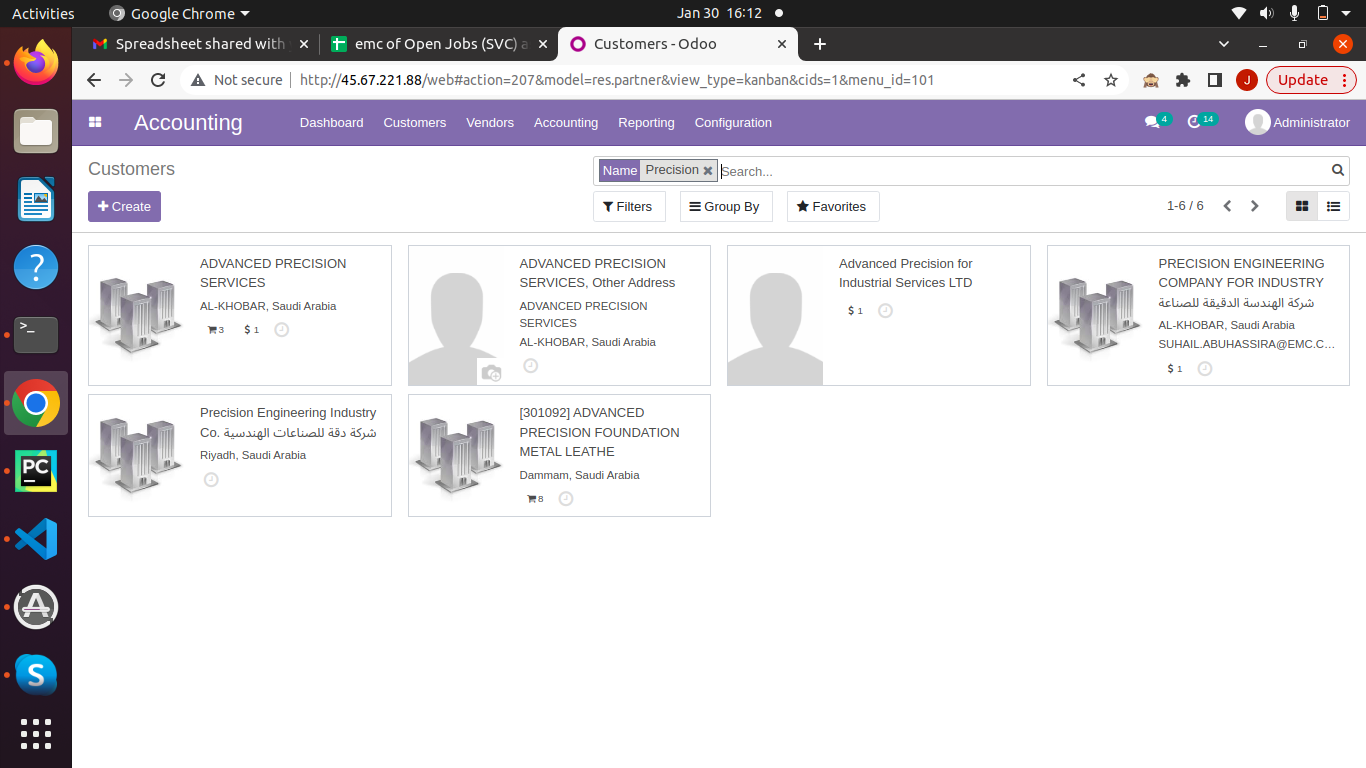 Activities
Google Chrome
Jan 30 16:12
Spreadsheet shared with
emc of Open Jobs (SVC) a
Customers - Odoo
Not secure
http://45.67.221.88/web#action=207&model=res.partner&view_type=kanban&cids=1&menu_id=101
J
Update
Accounting
Dashboard
Customers
Vendors
Accounting
Reporting
Configuration
4
14
Administrator
Customers
Name Precision
Search...
Create
Filters
Group By
Favorites
1-6 / 6
ADVANCED PRECISION
SERVICES
AL-KHOBAR, Saudi Arabia
3 $ 1
ADVANCED PRECISION
SERVICES, Other Address
ADVANCED PRECISION
SERVICES
AL-KHOBAR, Saudi Arabia
Advanced Precision for
Industrial Services LTD
$ 1
PRECISION ENGINEERING
COMPANY FOR INDUSTRY
شركة الهندسة الدقيقة للصناعة
AL-KHOBAR, Saudi Arabia
SUHAIL.ABUHASSIRA@EMC.C...
$ 1
Precision Engineering Industry
Co. شركة دقة للصناعات الهندسية
Riyadh, Saudi Arabia
[301092] ADVANCED
PRECISION FOUNDATION
METAL LEATHE
Dammam, Saudi Arabia
8
?
>_
PC
A
S